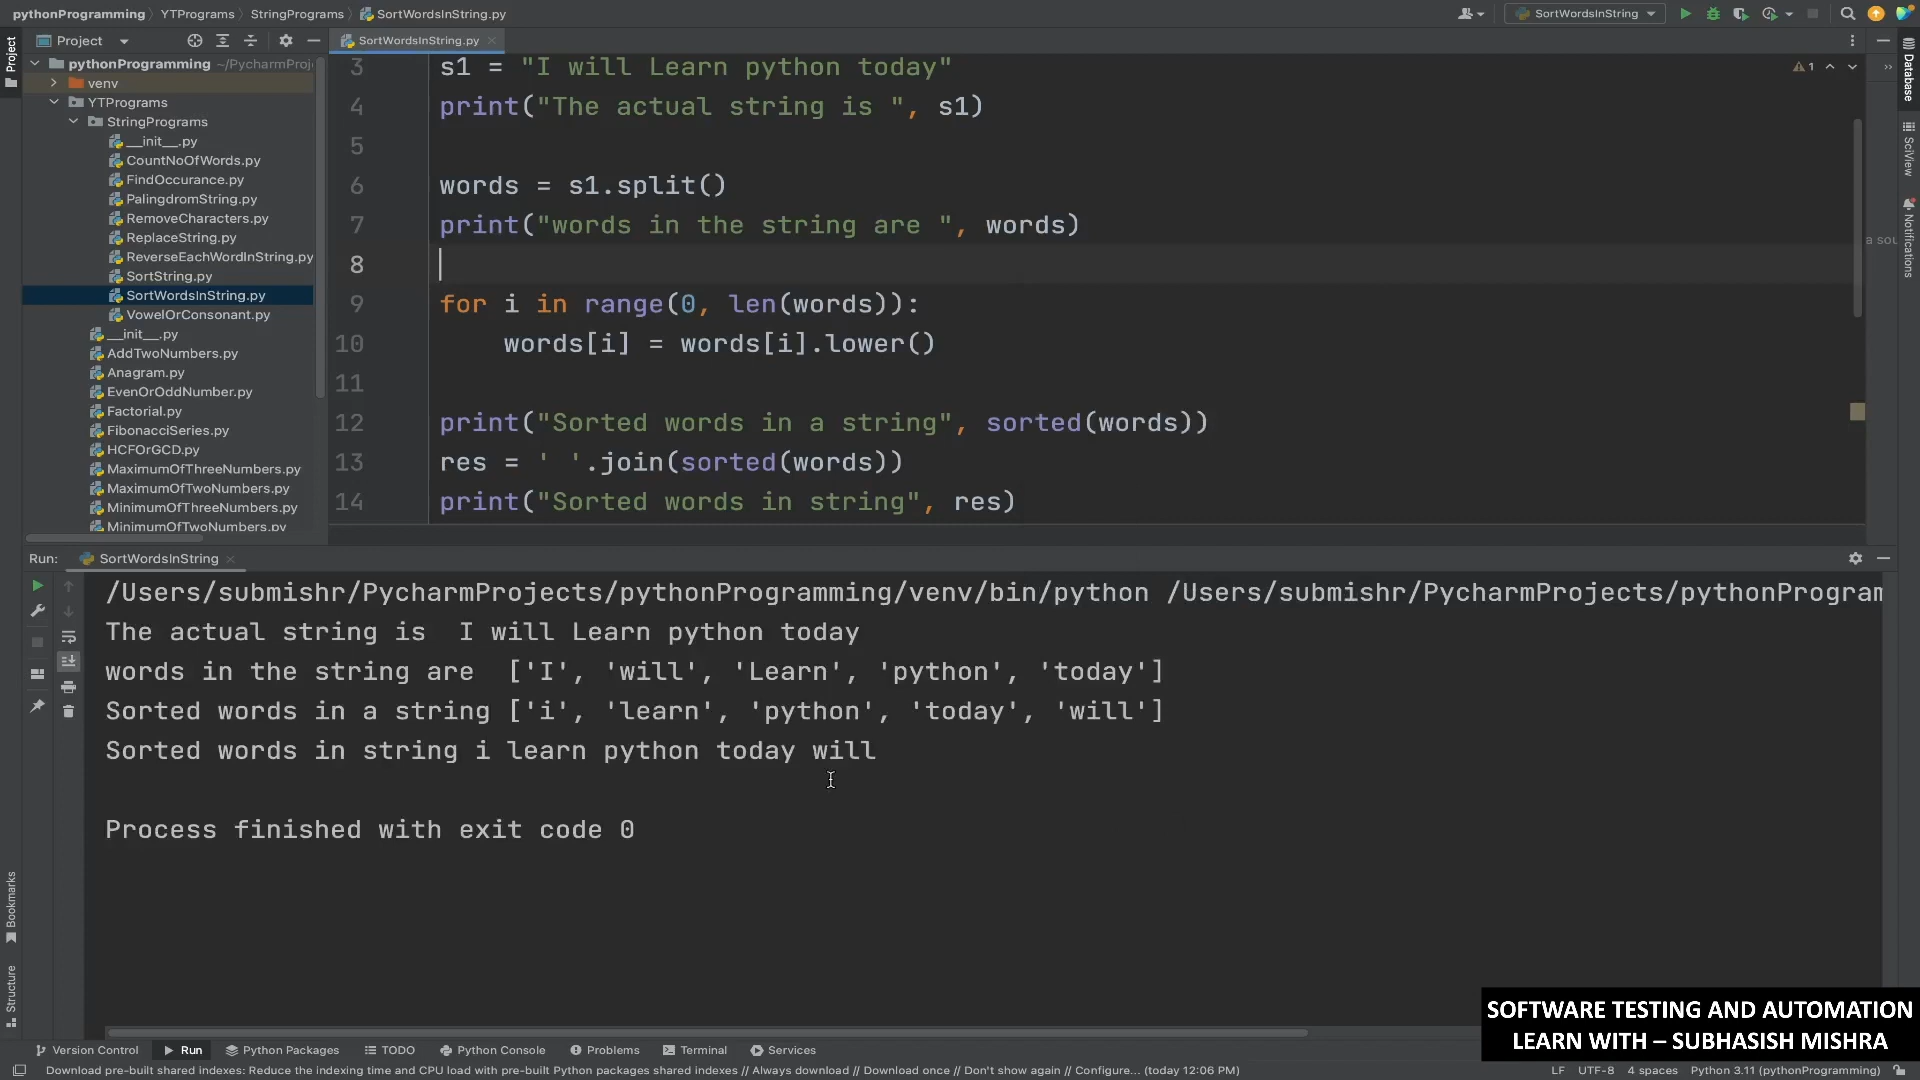 pythonProgramming YTPrograms StringPrograms SortWordsInString.py
SortWordsInString
Project
SortWordsInString.py
Project
pythonProgramming ~/PycharmProj
venv
YTPrograms
StringPrograms
__init__.py
CountNoOfWords.py
FindOccurance.py
PalingdromString.py
RemoveCharacters.py
ReplaceString.py
ReverseEachWordInString.py
SortString.py
SortWordsInString.py
VowelOrConsonant.py
__init__.py
AddTwoNumbers.py
Anagram.py
EvenOrOddNumber.py
Factorial.py
FibonacciSeries.py
HCFOrGCD.py
MaximumOfThreeNumbers.py
MaximumOfTwoNumbers.py
MinimumOfThreeNumbers.py
MinimumOfTwoNumbers.py
3 s1 = "I will Learn python today"
4 print("The actual string is ", s1)
5
6 words = s1.split()
7 print("words in the string are ", words)
8
9 for i in range(0, len(words)):
10 words[i] = words[i].lower()
11
12 print("Sorted words in a string", sorted(words))
13 res = ' '.join(sorted(words))
14 print("Sorted words in string", res)
1
Database
SciView
Notifications
a sou
Run: SortWordsInString
/Users/submishr/PycharmProjects/pythonProgramming/venv/bin/python /Users/submishr/PycharmProjects/pythonProgram
The actual string is  I will Learn python today
words in the string are  ['I', 'will', 'Learn', 'python', 'today']
Sorted words in a string ['i', 'learn', 'python', 'today', 'will']
Sorted words in string i learn python today will
Process finished with exit code 0
Bookmarks
Structure
SOFTWARE TESTING AND AUTOMATION
LEARN WITH – SUBHASISH MISHRA
Version Control Run Python Packages TODO Python Console Problems Terminal Services
Download pre-built shared indexes: Reduce the indexing time and CPU load with pre-built Python packages shared indexes // Always download // Download once // Don't show again // Configure... (today 12:06 PM) LF UTF-8 4 spaces Python 3.11 (pythonProgramming)